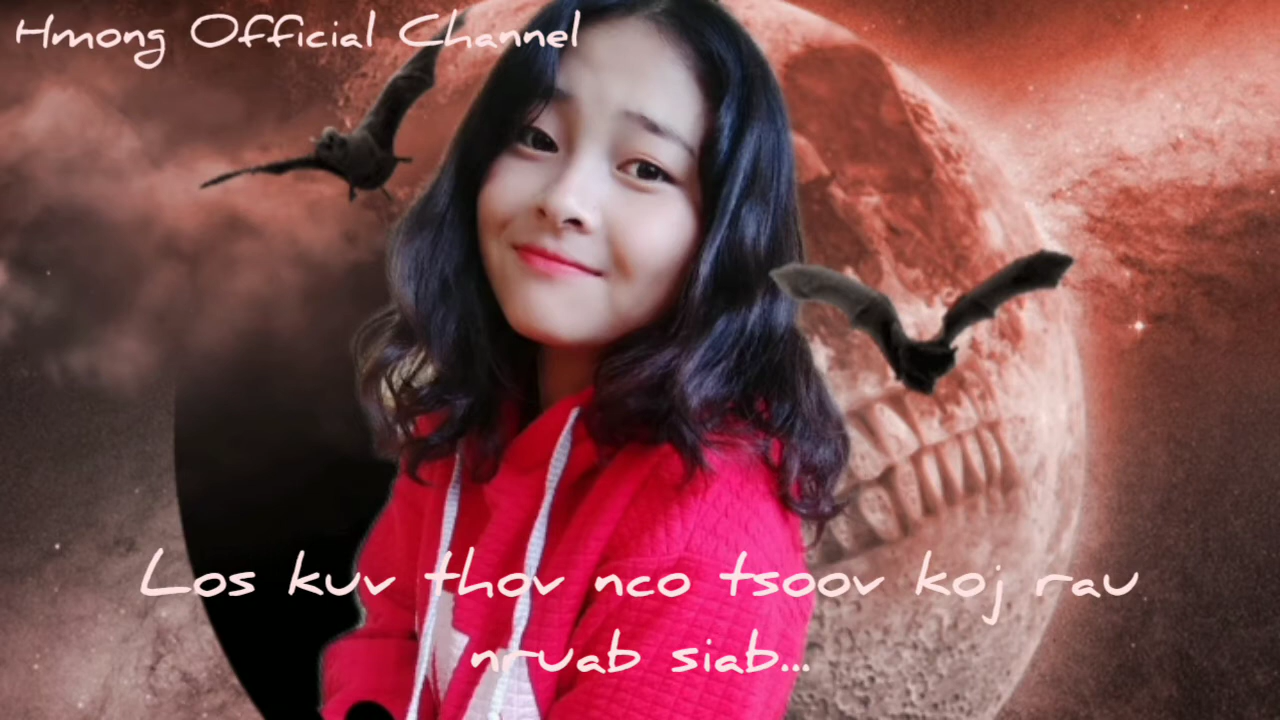 Hmong Official Channel
Los kuv thov nco tsoov koj rau
nruab siab...